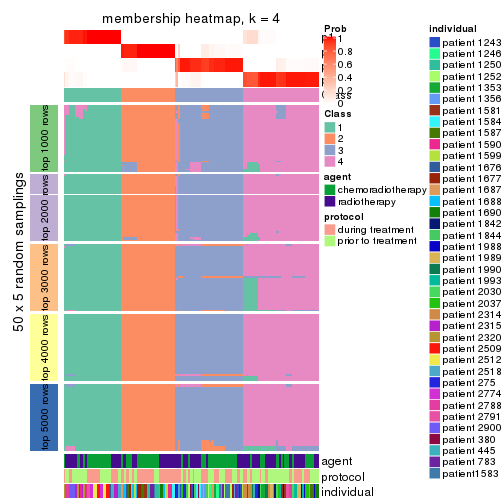 membership heatmap, k = 4
50 x 5 random samplings
top 1000 rows
top 2000 rows
top 3000 rows
top 4000 rows
top 5000 rows
agent
protocol
individual
Prob
1
0.8
0.6
0.4
0.2
0
Class
1
2
3
4
agent
chemoradiotherapy
radiotherapy
protocol
during treatment
prior to treatment
individual
patient 1243
patient 1246
patient 1250
patient 1252
patient 1353
patient 1356
patient 1581
patient 1584
patient 1587
patient 1590
patient 1599
patient 1676
patient 1677
patient 1687
patient 1688
patient 1690
patient 1842
patient 1844
patient 1988
patient 1989
patient 1990
patient 1993
patient 2030
patient 2037
patient 2314
patient 2315
patient 2320
patient 2509
patient 2512
patient 2518
patient 275
patient 2774
patient 2788
patient 2791
patient 2900
patient 380
patient 445
patient 783
patient1583